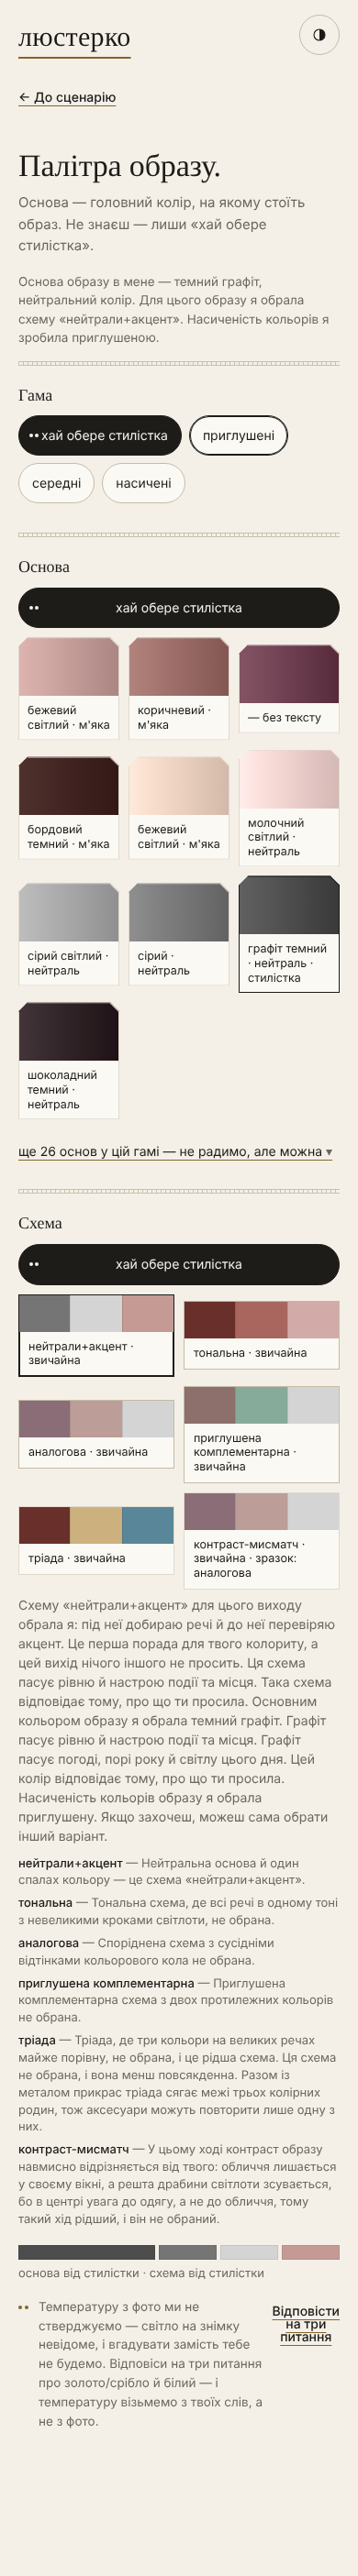 люстерко
← До сценарію
Палітра образу.
Основа — головний колір, на якому стоїть
образ. Не знаєш — лиши «хай обере
стилістка».
Основа образу в мене — темний графіт,
нейтральний колір. Для цього образу я обрала
схему «нейтрали+акцент». Насиченість кольорів я
зробила приглушеною.
Гама
•• хай обере стилістка
приглушені
середні
насичені
Основа
•• хай обере стилістка
бежевий
світлий · м'яка
коричневий ·
м'яка
— без тексту
бордовий
темний · м'яка
бежевий
світлий · м'яка
молочний
світлий ·
нейтраль
сірий світлий ·
нейтраль
сірий ·
нейтраль
графіт темний
· нейтраль ·
стилістка
шоколадний
темний ·
нейтраль
ще 26 основ у цій гамі — не радимо, але можна ▾
Схема
•• хай обере стилістка
нейтрали+акцент ·
звичайна
тональна · звичайна
аналогова · звичайна
приглушена
комплементарна ·
звичайна
тріада · звичайна
контраст-мисматч ·
звичайна · зразок:
аналогова
Схему «нейтрали+акцент» для цього виходу
обрала я: під неї добираю речі й до неї перевіряю
акцент. Це перша порада для твого колориту, а
цей вихід нічого іншого не просить. Ця схема
пасує рівню й настрою події та місця. Така схема
відповідає тому, про що ти просила. Основним
кольором образу я обрала темний графіт. Графіт
пасує рівню й настрою події та місця. Графіт
пасує погоді, порі року й світлу цього дня. Цей
колір відповідає тому, про що ти просила.
Насиченість кольорів образу я обрала
приглушену. Якщо захочеш, можеш сама обрати
інший варіант.
нейтрали+акцент — Нейтральна основа й один
спалах кольору — це схема «нейтрали+акцент».
тональна — Тональна схема, де всі речі в одному тоні
з невеликими кроками світлоти, не обрана.
аналогова — Споріднена схема з сусідніми
відтінками кольорового кола не обрана.
приглушена комплементарна — Приглушена
комплементарна схема з двох протилежних кольорів
не обрана.
тріада — Тріада, де три кольори на великих речах
майже порівну, не обрана, і це рідша схема. Ця схема
не обрана, і вона менш повсякденна. Разом із
металом прикрас тріада сягає межі трьох колірних
родин, тож аксесуари можуть повторити лише одну з
них.
контраст-мисматч — У цьому ході контраст образу
навмисно відрізняється від твого: обличчя лишається
у своєму вікні, а решта драбини світлоти зсувається,
бо в центрі увага до одягу, а не до обличчя, тому
такий хід рідший, і він не обраний.
основа від стилістки · схема від стилістки
•• Температуру з фото ми не
стверджуємо — світло на знімку
невідоме, і вгадувати замість тебе
не будемо. Відповіси на три питання
про золото/срібло й білий — і
температуру візьмемо з твоїх слів, а
не з фото.
Відповісти
на три
питання